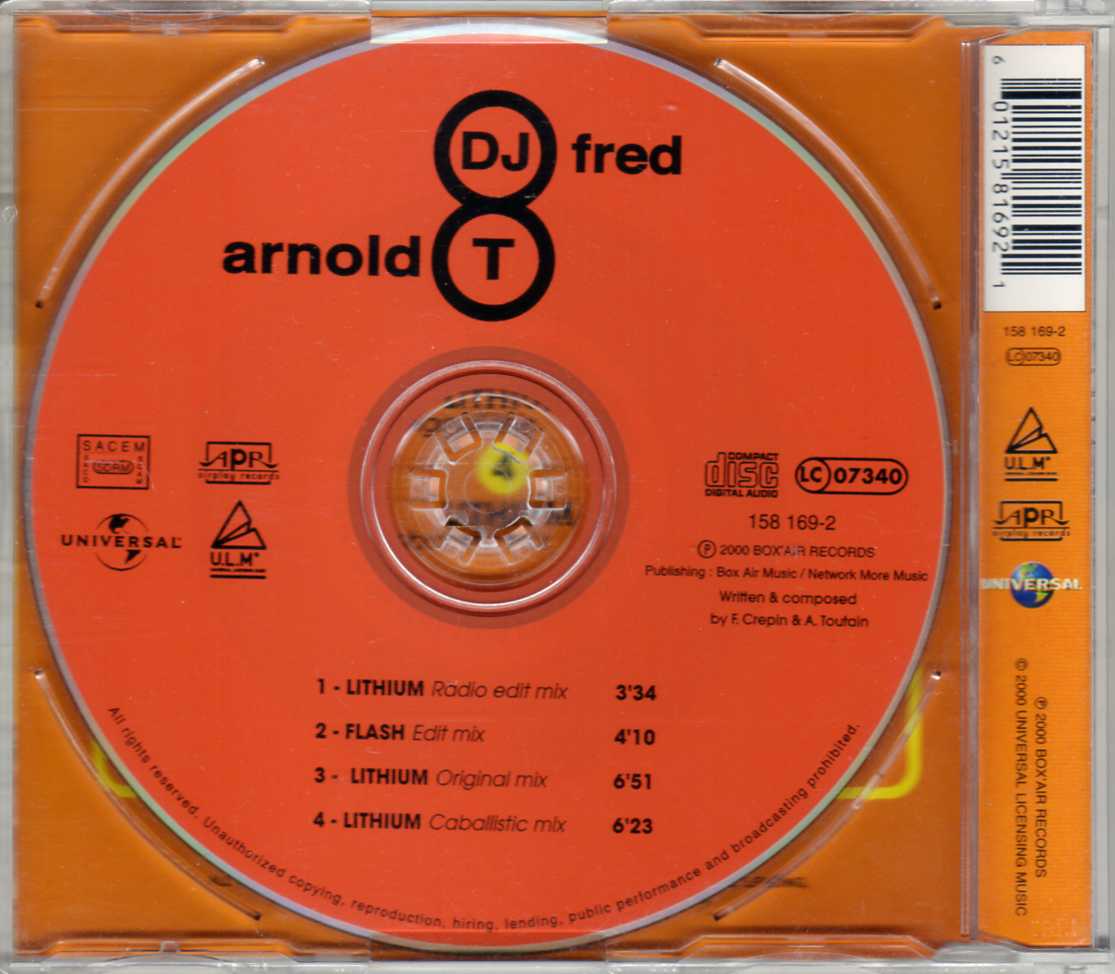 DJ fred
arnold T
SACEM
SDRM
APR
airplay records
UNIVERSAL
U.L.M
COMPACT
disc
DIGITAL AUDIO
LC 07340
158 169-2
℗ 2000 BOX'AIR RECORDS
Publishing : Box Air Music / Network More Music
Written & composed
by F. Crepin & A. Toutain
1 - LITHIUM Radio edit mix 3'34
2 - FLASH Edit mix 4'10
3 - LITHIUM Original mix 6'51
4 - LITHIUM Caballistic mix 6'23
All rights reserved. Unauthorized copying, reproduction, hiring, lending, public performance and broadcasting prohibited.
6 01215 81692 1
158 169-2
LC 07340
U.L.M
APR
airplay records
UNIVERSAL
℗ 2000 BOX'AIR RECORDS
© 2000 UNIVERSAL LICENSING MUSIC